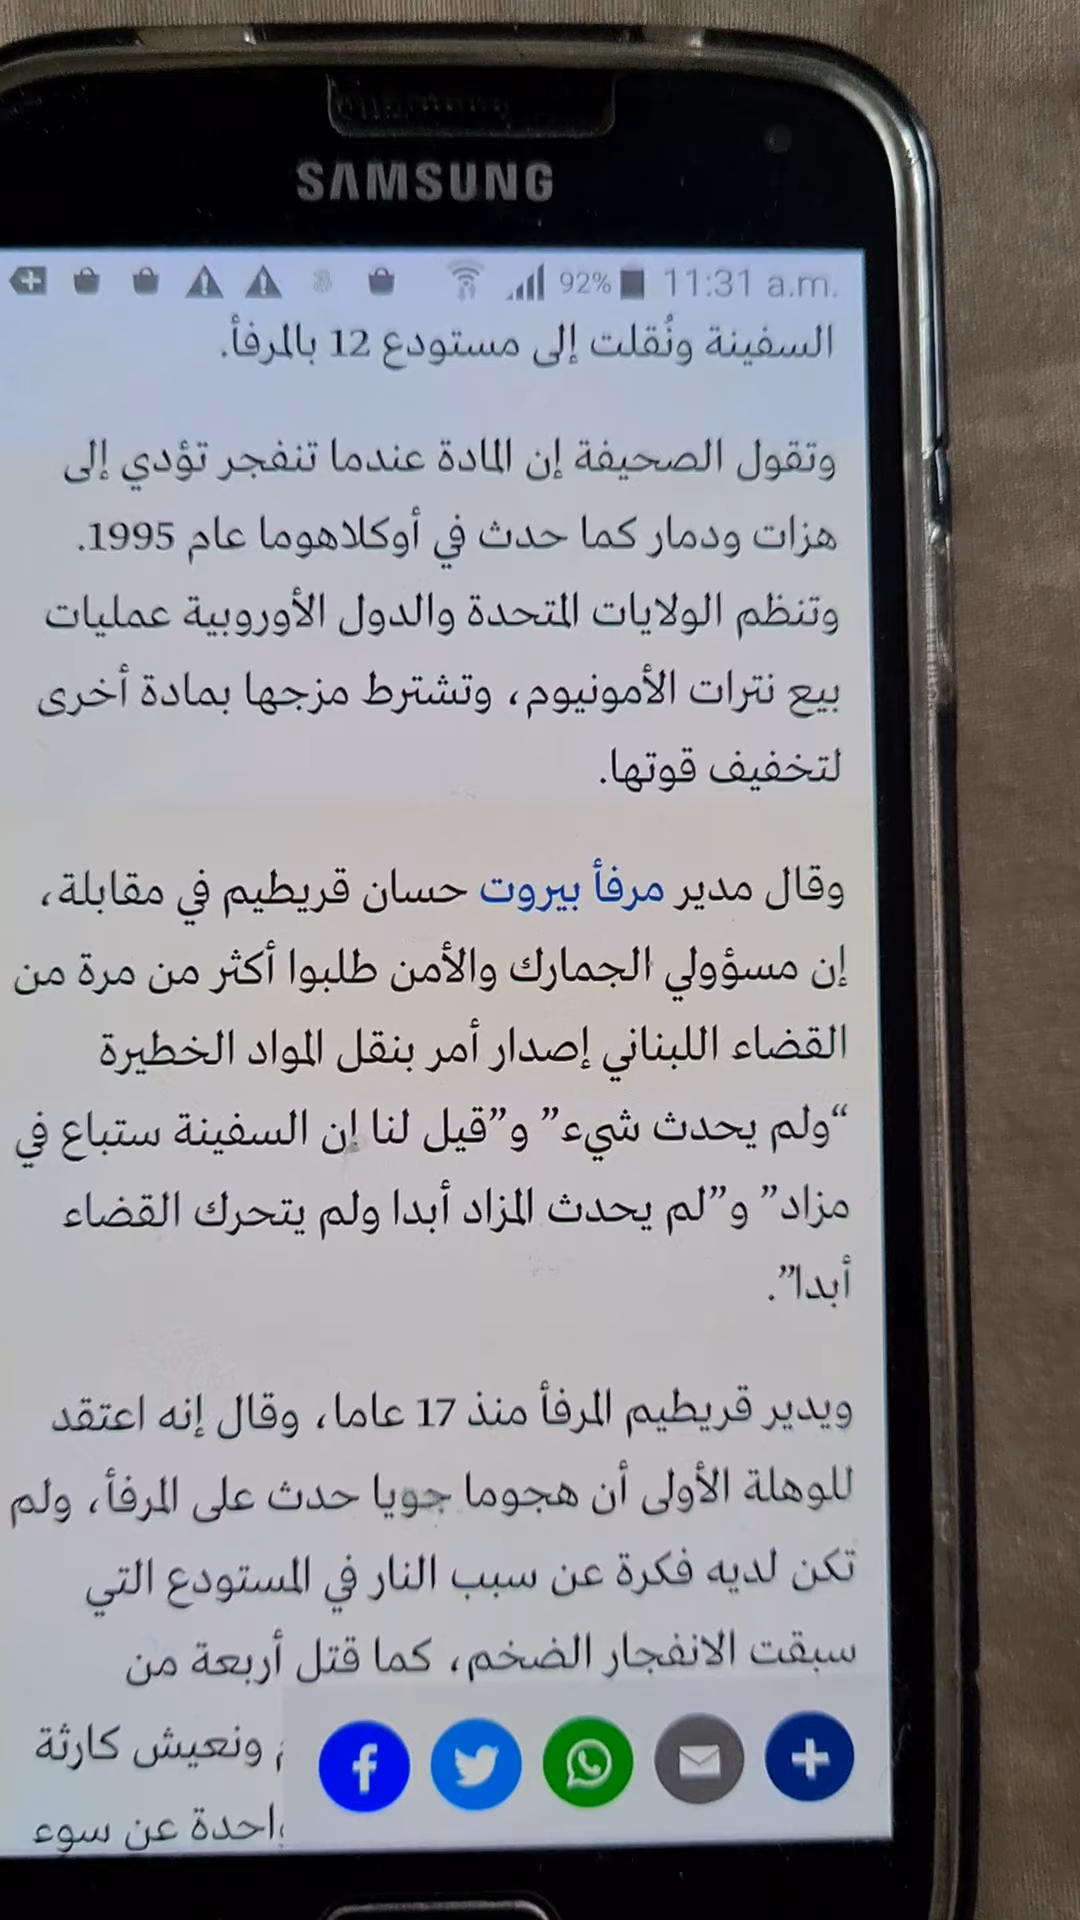 SAMSUNG
92% 11:31 a.m.
السفينة ونُقلت إلى مستودع 12 بالمرفأ.
وتقول الصحيفة إن المادة عندما تنفجر تؤدي إلى
هزات ودمار كما حدث في أوكلاهوما عام 1995.
وتنظم الولايات المتحدة والدول الأوروبية عمليات
بيع نترات الأمونيوم، وتشترط مزجها بمادة أخرى
لتخفيف قوتها.
وقال مدير مرفأ بيروت حسان قريطيم في مقابلة،
إن مسؤولي الجمارك والأمن طلبوا أكثر من مرة من
القضاء اللبناني إصدار أمر بنقل المواد الخطيرة
“ولم يحدث شيء” و”قيل لنا إن السفينة ستباع في
مزاد” و”لم يحدث المزاد أبدا ولم يتحرك القضاء
أبدا”.
ويدير قريطيم المرفأ منذ 17 عاما، وقال إنه اعتقد
للوهلة الأولى أن هجوما جويا حدث على المرفأ، ولم
تكن لديه فكرة عن سبب النار في المستودع التي
سبقت الانفجار الضخم، كما قتل أربعة من
ونعيش كارثة
احدة عن سوء